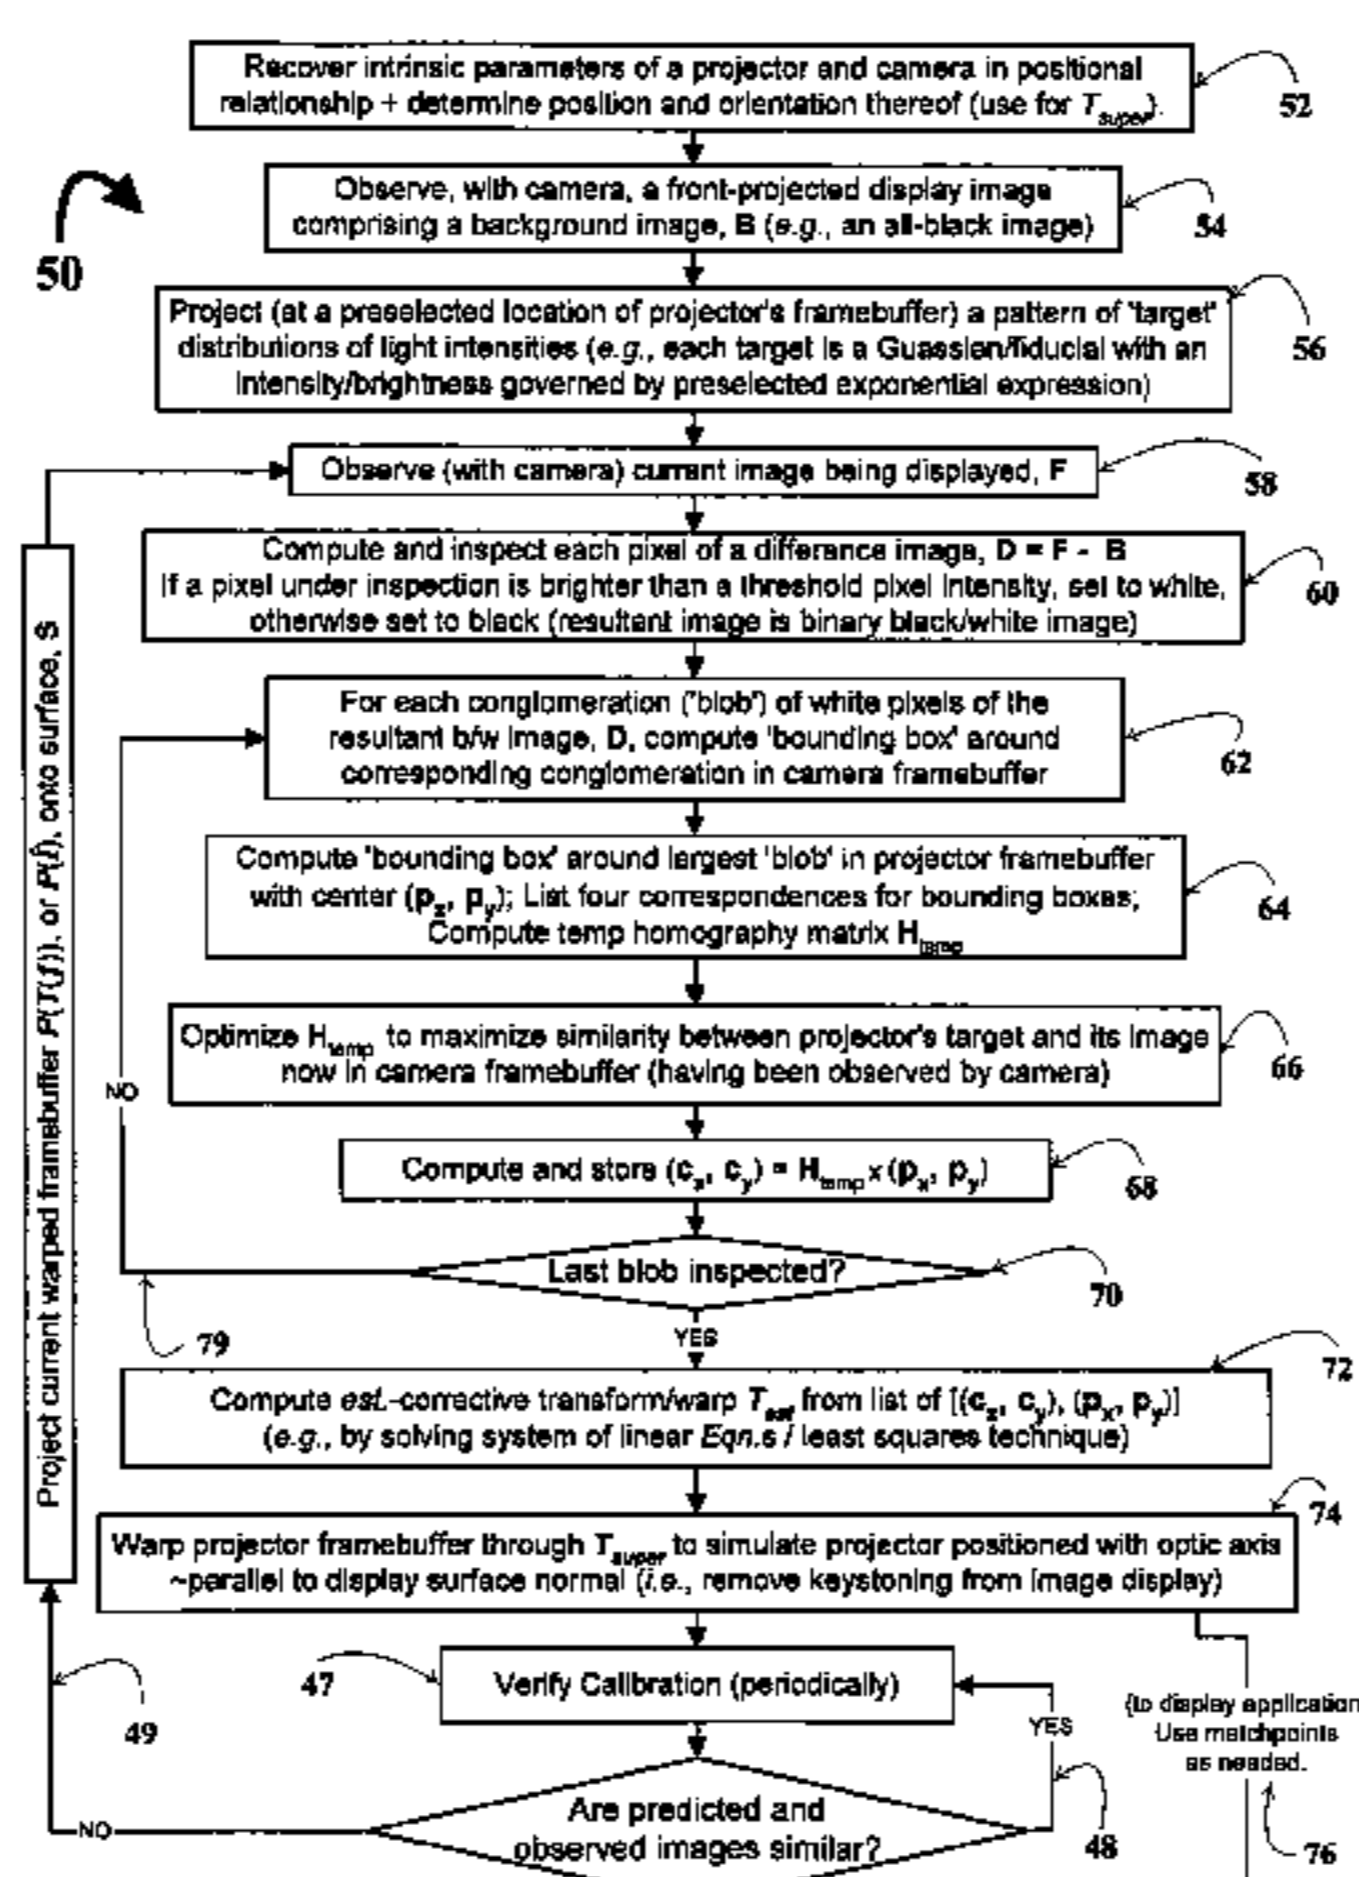 Recover intrinsic parameters of a projector and camera in positional
relationship + determine position and orientation thereof (use for T_super).
52
Observe, with camera, a front-projected display image
comprising a background image, B (e.g., an all-black image)
54
50
Project (at a preselected location of projector's framebuffer) a pattern of 'target'
distributions of light intensities (e.g., each target is a Guassian/fiducial with an
intensity/brightness governed by preselected exponential expression)
56
Observe (with camera) current image being displayed, F
58
Compute and inspect each pixel of a difference image, D = F - B
If a pixel under inspection is brighter than a threshold pixel intensity, set to white,
otherwise set to black (resultant image is binary black/white image)
60
For each conglomeration ('blob') of white pixels of the
resultant b/w image, D, compute 'bounding box' around
corresponding conglomeration in camera framebuffer
62
Compute 'bounding box' around largest 'blob' in projector framebuffer
with center (p_x, p_y); List four correspondences for bounding boxes;
Compute temp homography matrix H_temp
64
Optimize H_temp to maximize similarity between projector's target and its image
now in camera framebuffer (having been observed by camera)
66
NO
Compute and store (c_x, c_y) = H_temp x (p_x, p_y)
68
Last blob inspected?
70
79
YES
Compute est.-corrective transform/warp T_est from list of [(c_x, c_y), (p_x, p_y)]
(e.g., by solving system of linear Eqn.s / least squares technique)
72
Warp projector framebuffer through T_super to simulate projector positioned with optic axis
~parallel to display surface normal (i.e., remove keystoning from image display)
74
Project current warped framebuffer P(T(f)), or P(f), onto surface, S
47
Verify Calibration (periodically)
49
YES
(to display application
Use matchpoints
as needed.
Are predicted and
observed images similar?
NO
48
76